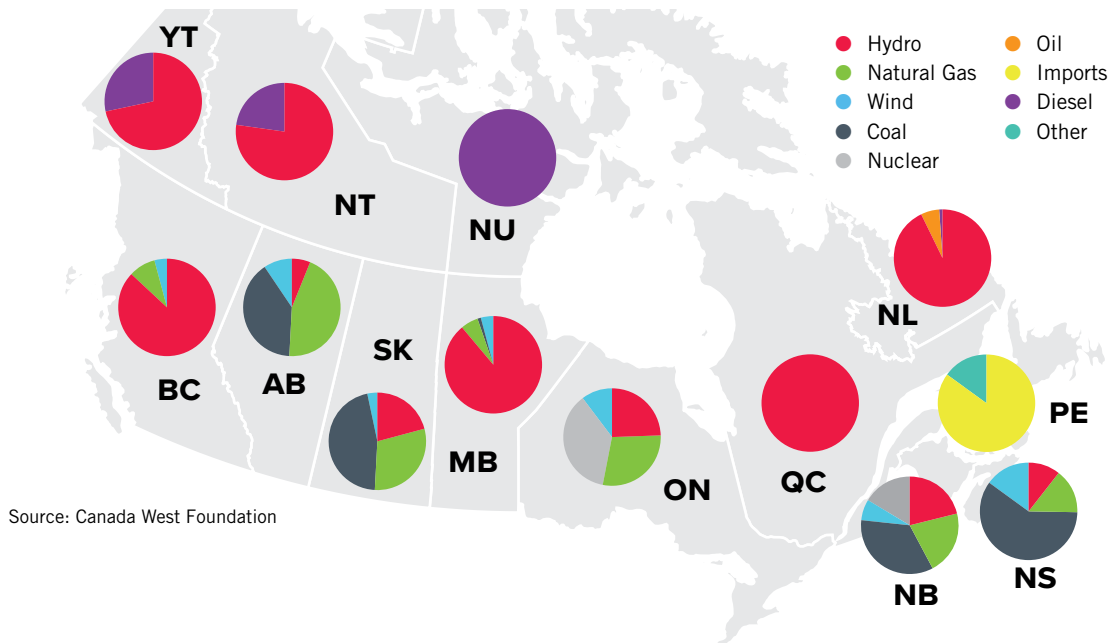 YT
NT
NU
BC
AB
SK
MB
ON
QC
NL
PE
NB
NS
Hydro
Natural Gas
Wind
Coal
Nuclear
Oil
Imports
Diesel
Other
Source: Canada West Foundation